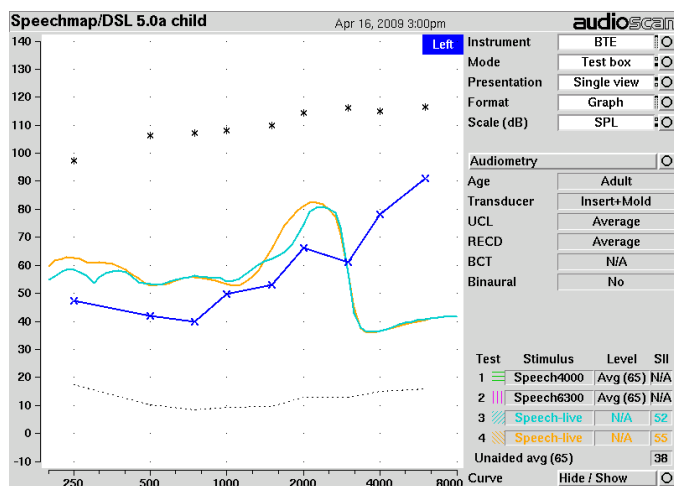 Speechmap/DSL 5.0a child
Apr 16, 2009 3:00pm
audioscan
Left
140
130
120
110
100
90
80
70
60
50
40
30
20
10
0
-10
250
500
1000
2000
4000
8000
Instrument BTE
Mode Test box
Presentation Single view
Format Graph
Scale (dB) SPL
Audiometry
Age Adult
Transducer Insert+Mold
UCL Average
RECD Average
BCT N/A
Binaural No
Test Stimulus Level SII
1 Speech4000 Avg (65) N/A
2 Speech6300 Avg (65) N/A
3 Speech-live N/A 52
4 Speech-live N/A 55
Unaided avg (65) 38
Curve Hide / Show